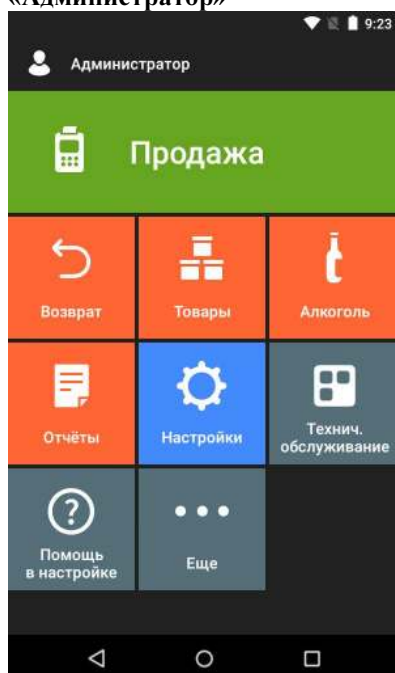 «Администратор»
9:23
Администратор
Продажа
Возврат
Товары
Алкоголь
Отчёты
Настройки
Технич.
обслуживание
Помощь
в настройке
Еще